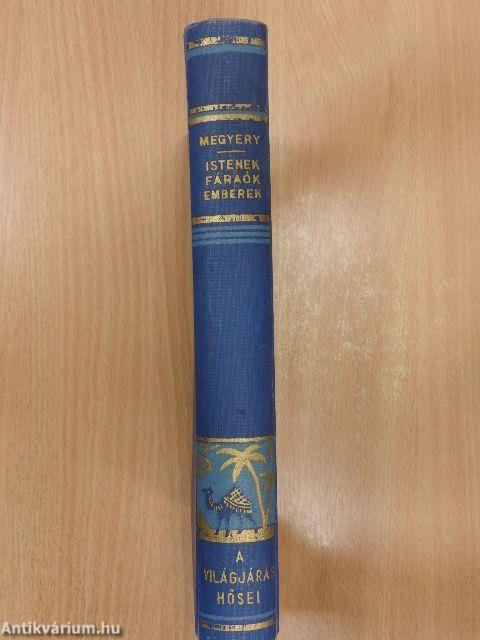 MEGYERY
ISTENEK
FÁRAÓK
EMBEREK
A
VILÁGJÁRÁS
HŐSEI
Antikvárium.hu